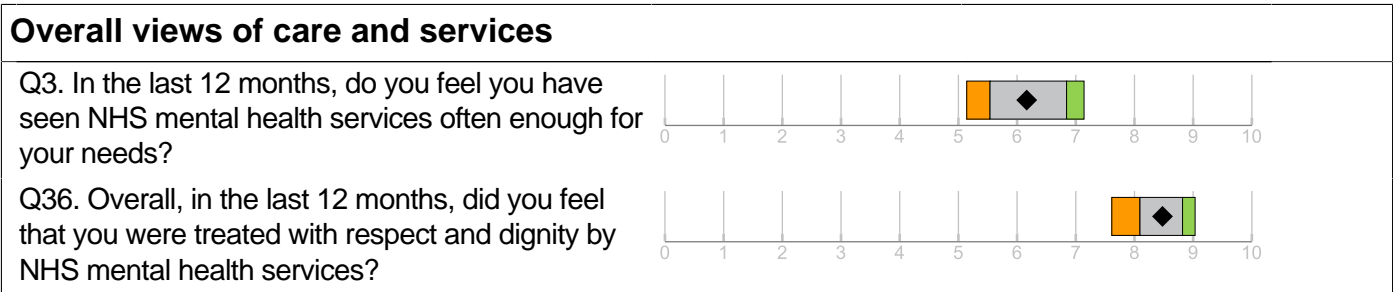 Overall views of care and services
Q3. In the last 12 months, do you feel you have
seen NHS mental health services often enough for
your needs?
0 1 2 3 4 5 6 7 8 9 10
Q36. Overall, in the last 12 months, did you feel
that you were treated with respect and dignity by
NHS mental health services?
0 1 2 3 4 5 6 7 8 9 10